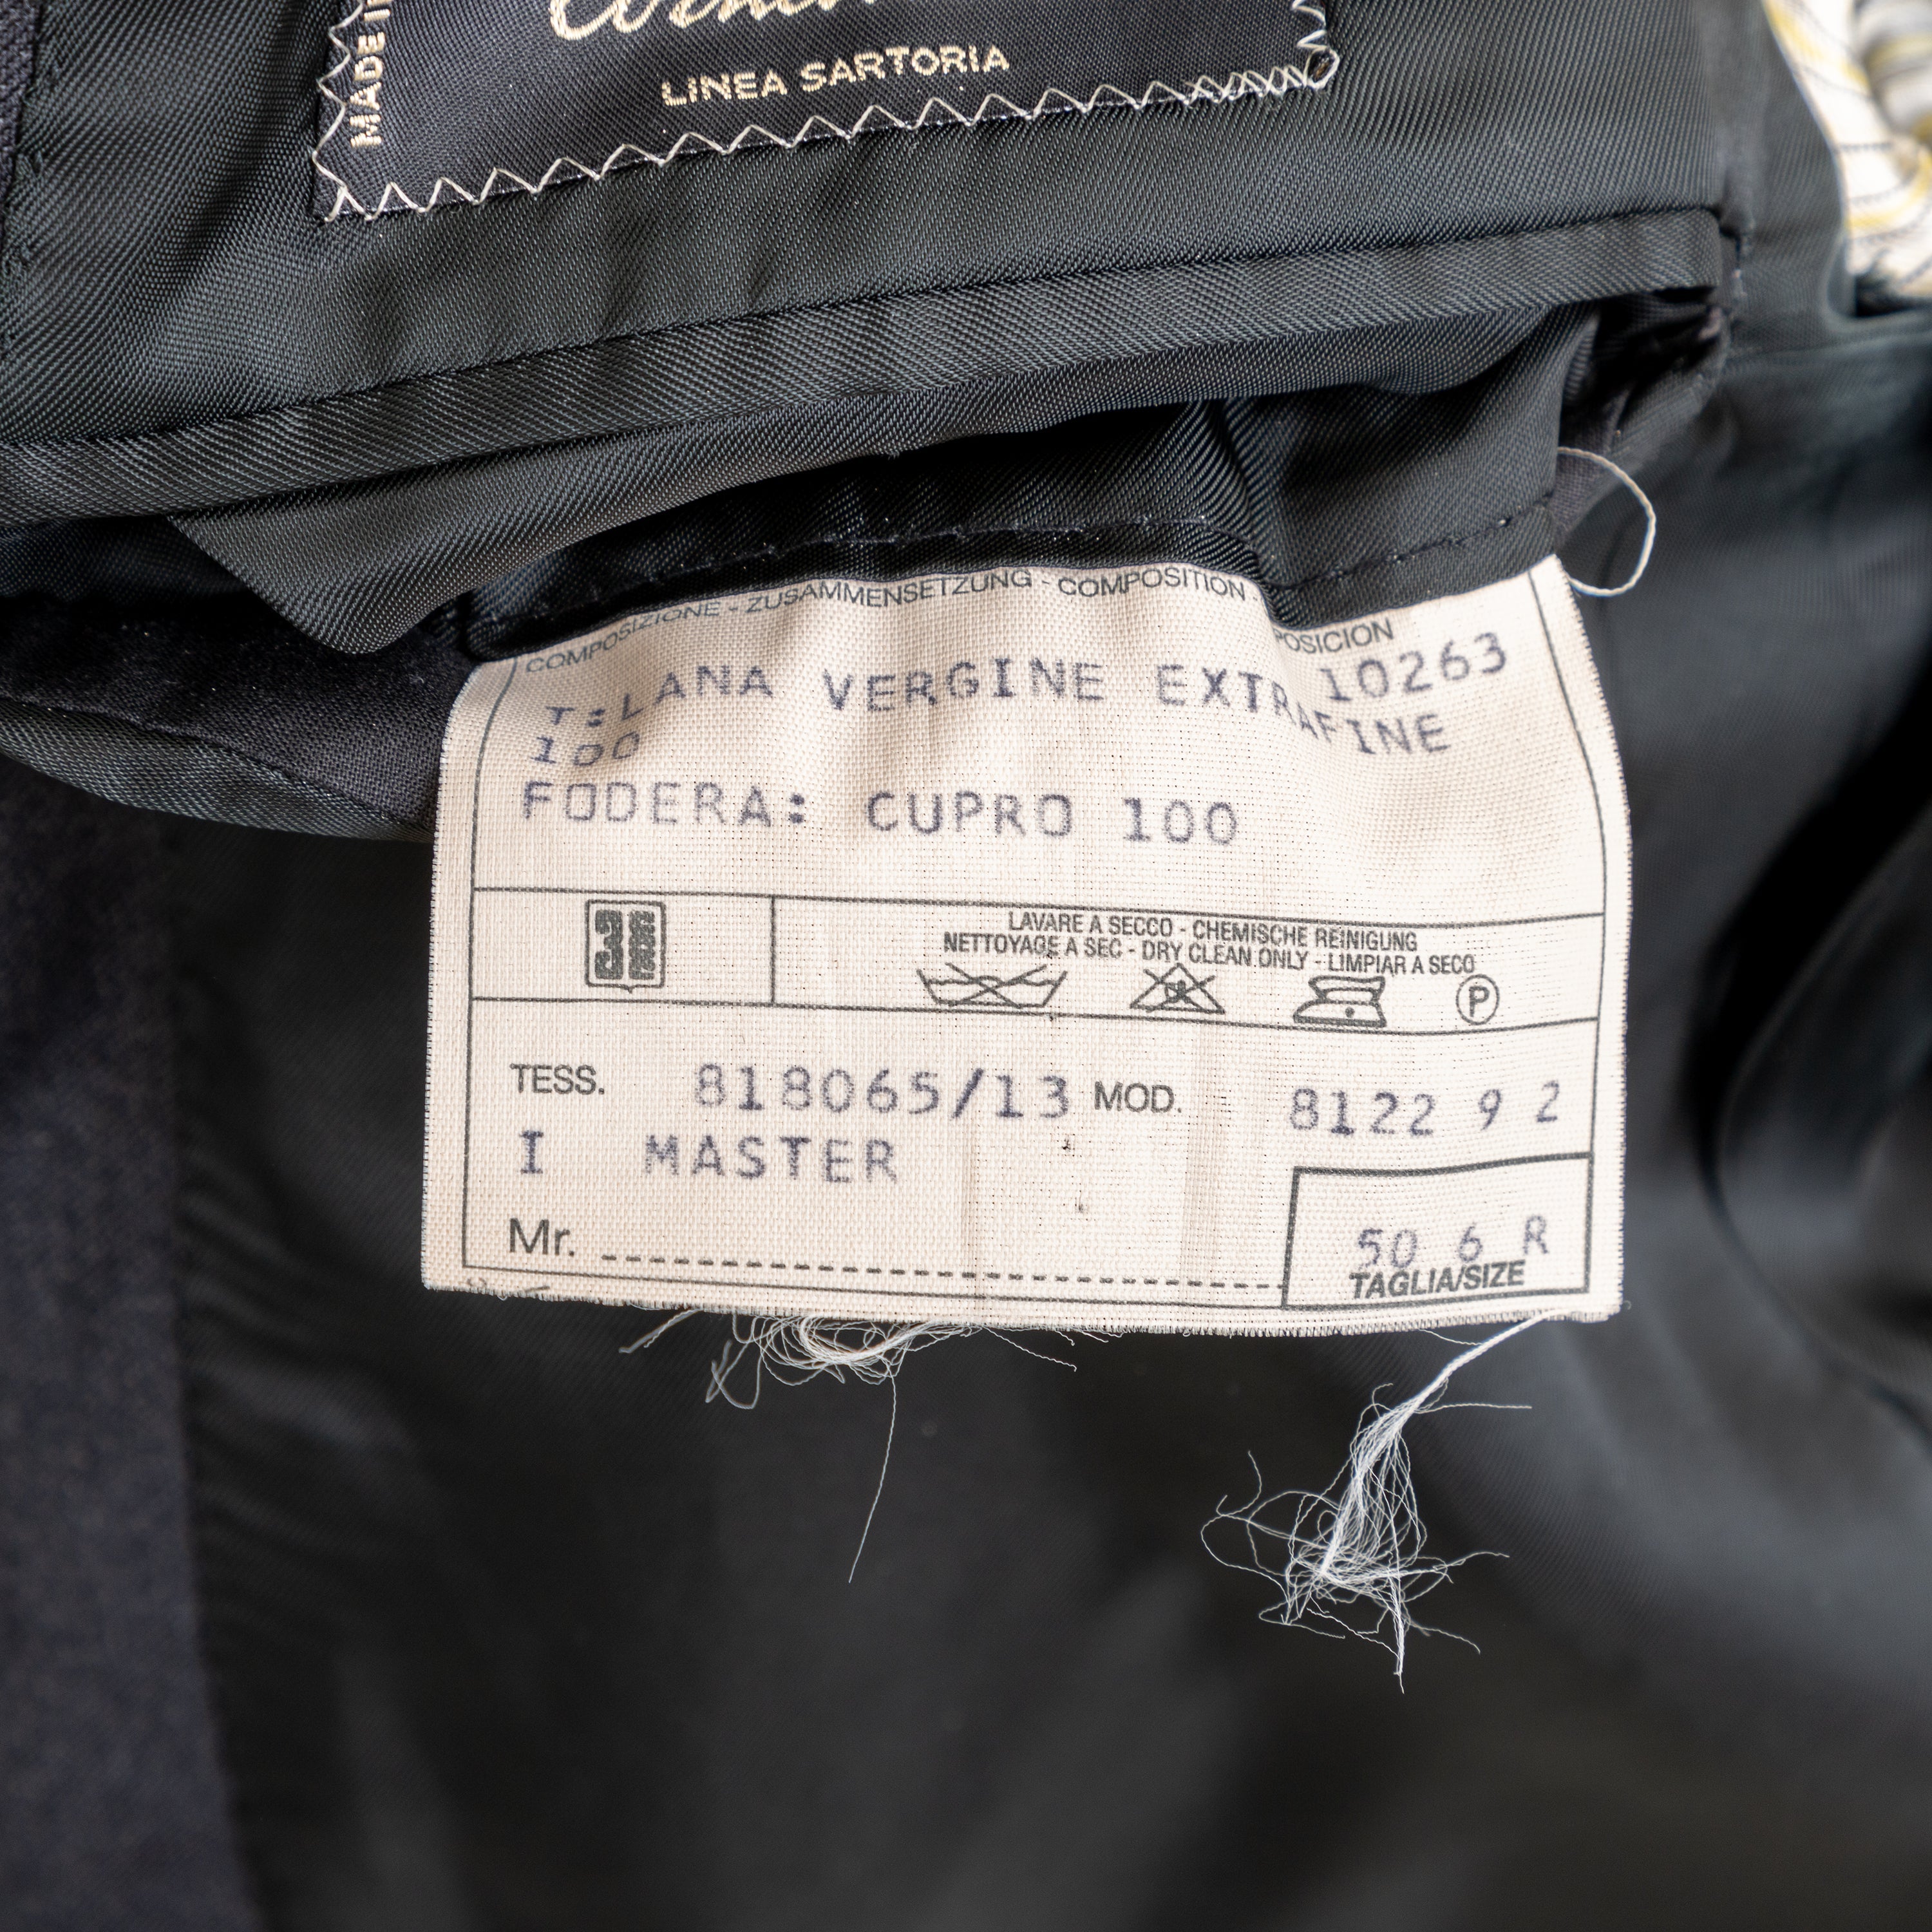 MADE I
LINEA SARTORIA
COMPOSIZIONE - ZUSAMMENSETZUNG - COMPOSITION - POSICION
10263
T:LANA VERGINE EXTRAFINE
100
FODERA: CUPRO 100
LAVARE A SECCO - CHEMISCHE REINIGUNG
NETTOYAGE A SEC - DRY CLEAN ONLY - LIMPIAR A SECO
P
TESS. 818065/13 MOD. 8122 9 2
I MASTER
Mr.
50 6 R
TAGLIA/SIZE